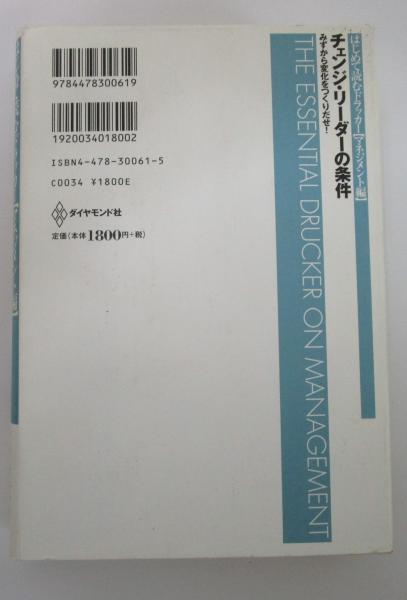 9784478300619
1920034018002
ISBN4-478-30061-5
C0034 ¥1800E
ダイヤモンド社
定価(本体1800円+税)
はじめて読むドラッカー【マネジメント編】
チェンジ・リーダーの条件
みずから変化をつくりだせ!
THE ESSENTIAL DRUCKER ON MANAGEMENT